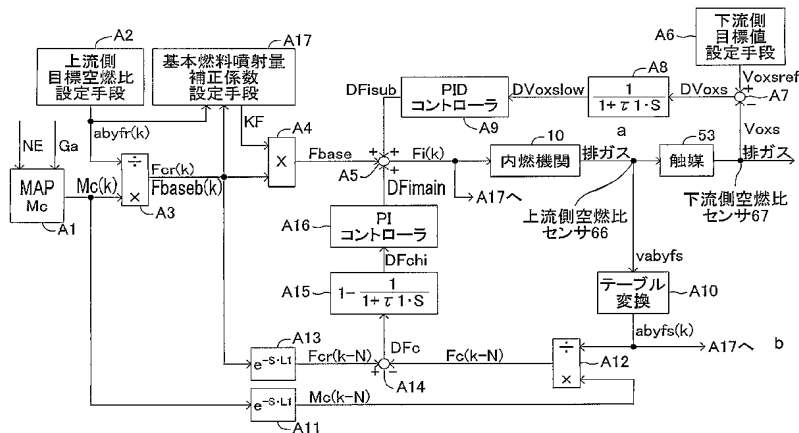 A2
上流側
目標空燃比
設定手段
A17
基本燃料噴射量
補正係数
設定手段
A6
下流側
目標値
設定手段
Voxsref
DFisub
PID
コントローラ
A9
DVoxslow
A8
1
1+τ1・S
DVoxs
+
−
A7
NE
Ga
abyfr(k)
KF
A4
×
Fbase
+
+
+
A5
Fi(k)
10
内燃機関
a
排ガス
53
触媒
Voxs
排ガス
MAP
Mc
A1
Mc(k)
÷
×
A3
Fcr(k)
Fbaseb(k)
DFimain
A17へ
上流側空燃比
センサ66
下流側空燃比
センサ67
A16
PI
コントローラ
DFchi
vabyfs
A15
1−
1
1+τ1・S
テーブル
変換
A10
abyfs(k)
A13
e-S・L1
Fcr(k-N)
DFc
+
−
A14
Fc(k-N)
÷
×
A12
A17へ
b
e-S・L1
A11
Mc(k-N)